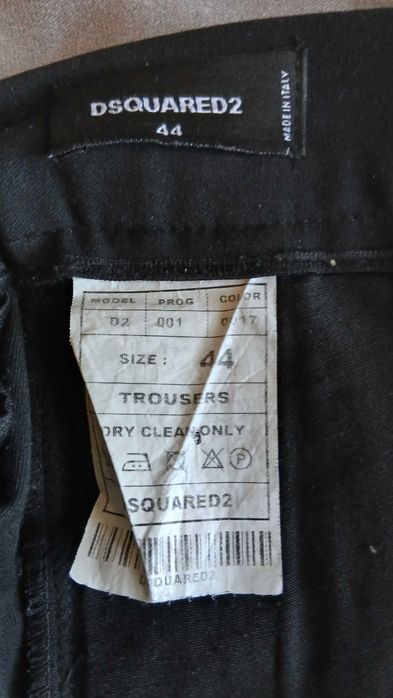 DSQUARED2
44
MADE IN ITALY
MODEL PROG COLOR
D2 001 0017
SIZE: 44
TROUSERS
DRY CLEAN ONLY
P
SQUARED2
DSQUARED2